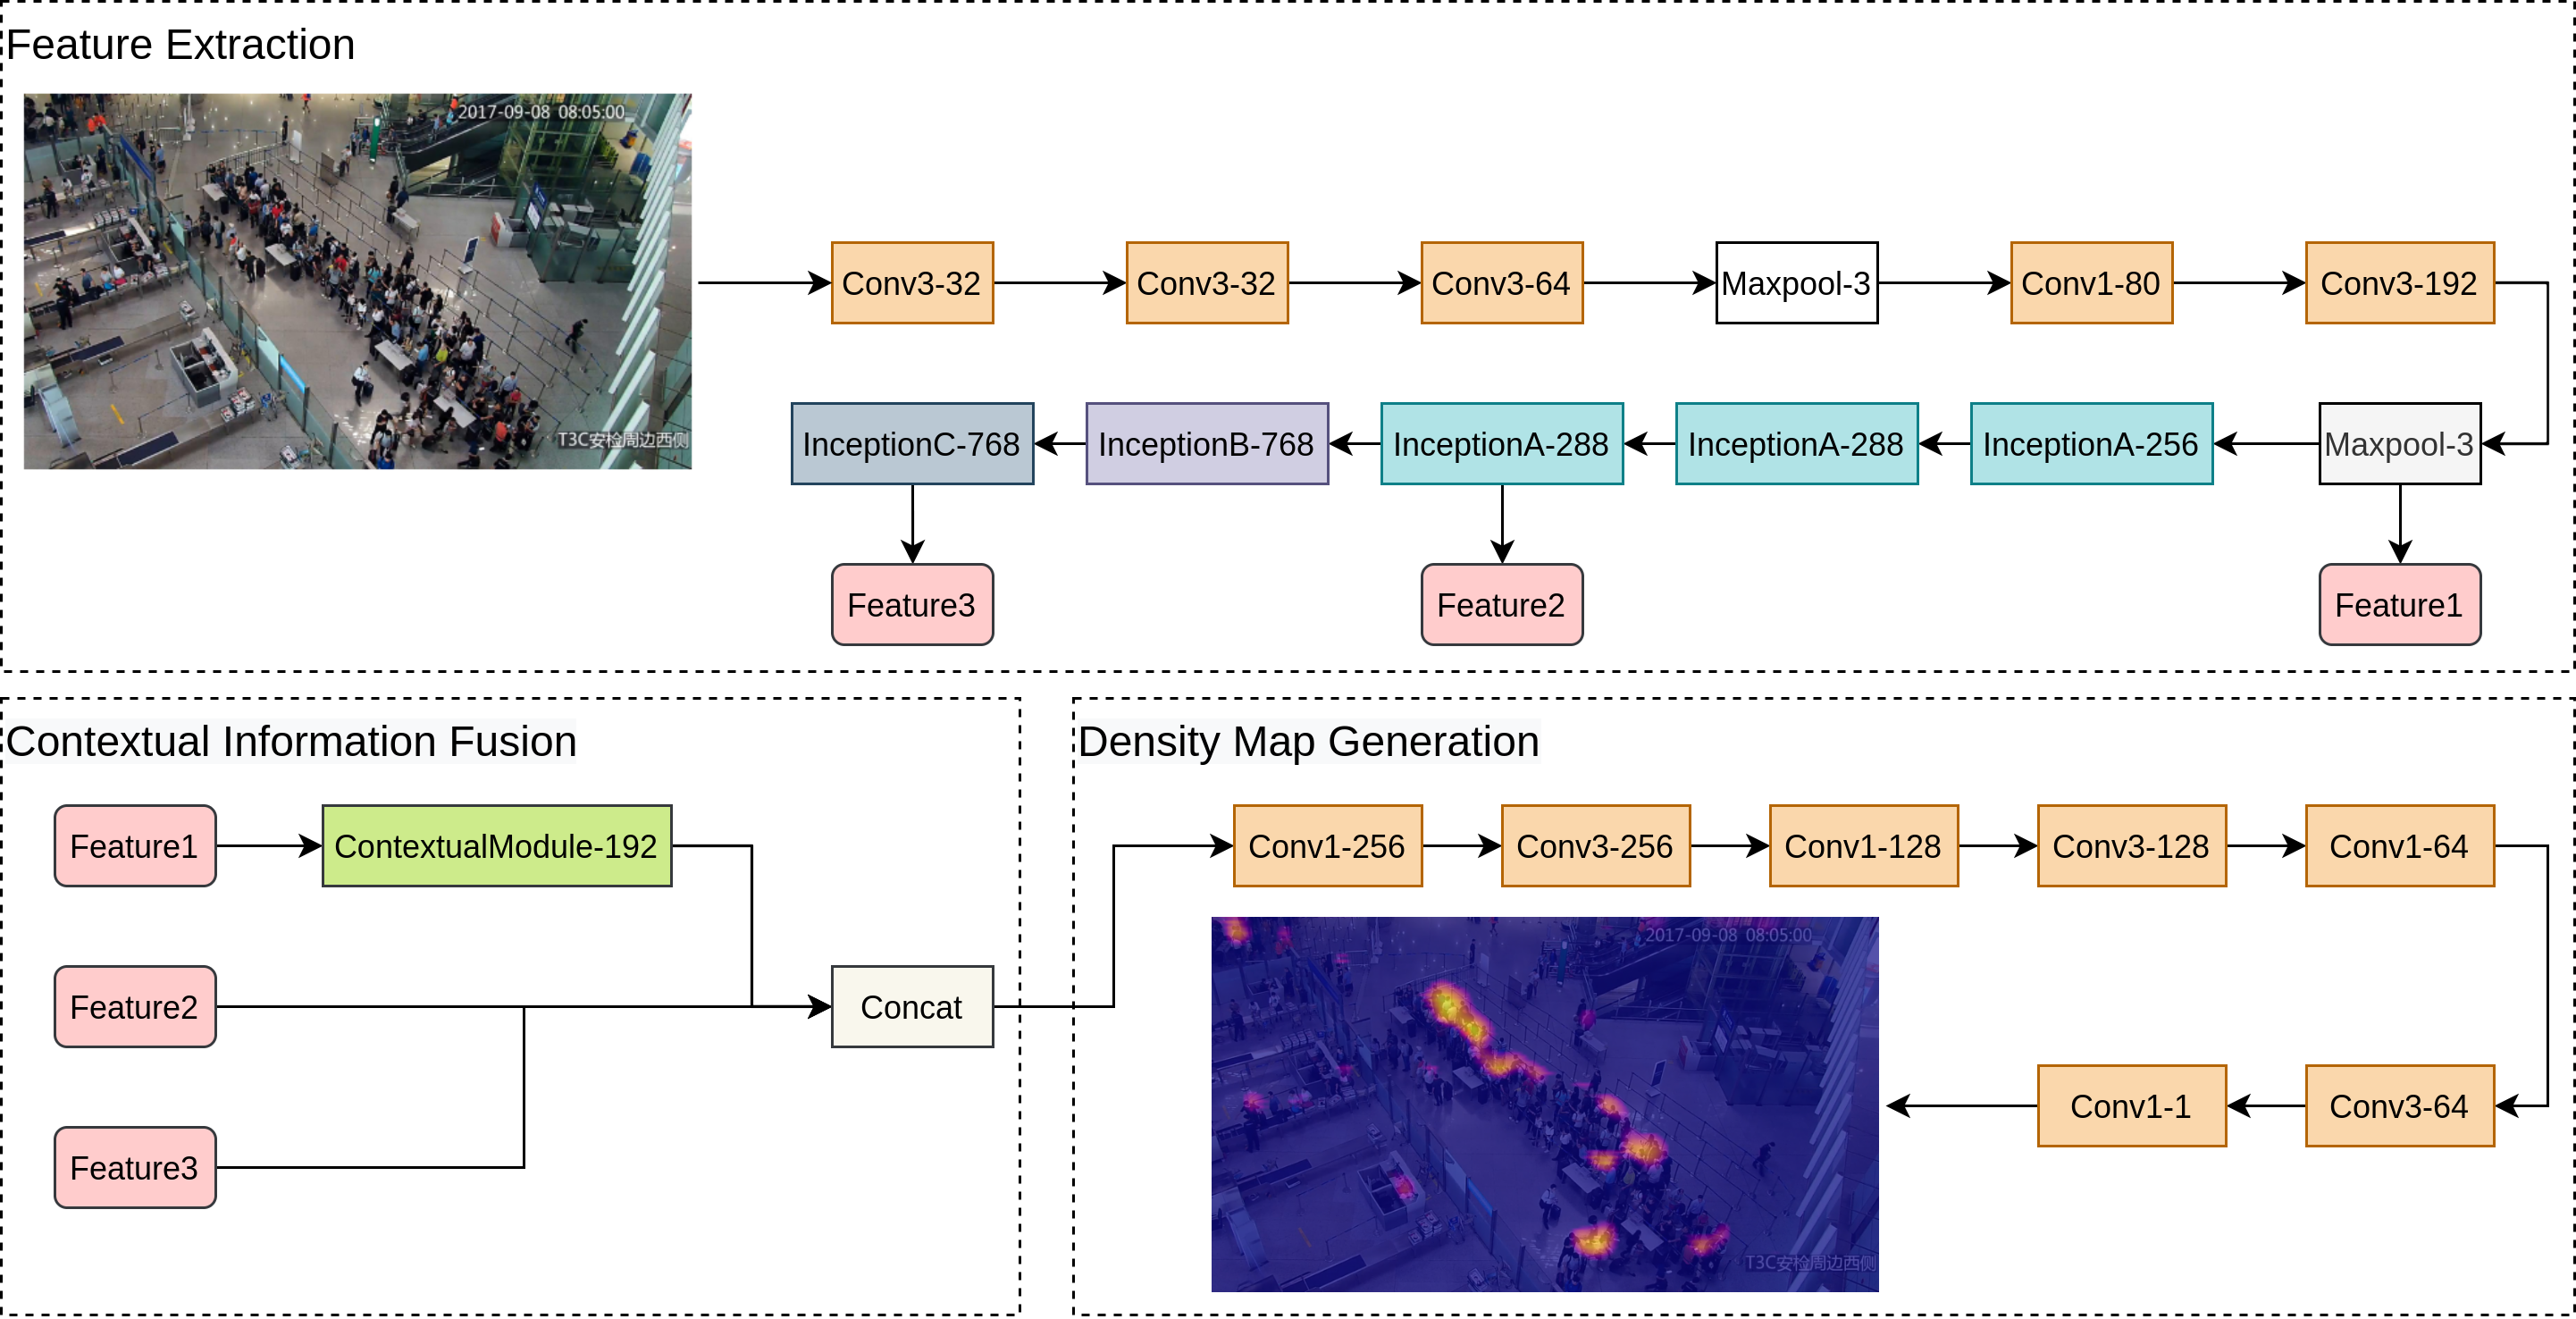 Feature Extraction
2017-09-08 08:05:00
T3C安检周边西侧
Conv3-32
Conv3-32
Conv3-64
Maxpool-3
Conv1-80
Conv3-192
InceptionC-768
InceptionB-768
InceptionA-288
InceptionA-288
InceptionA-256
Maxpool-3
Feature3
Feature2
Feature1
Contextual Information Fusion
Feature1
ContextualModule-192
Feature2
Concat
Feature3
Density Map Generation
Conv1-256
Conv3-256
Conv1-128
Conv3-128
Conv1-64
2017-09-08 08:05:00
Conv1-1
Conv3-64
T3C安检周边西侧